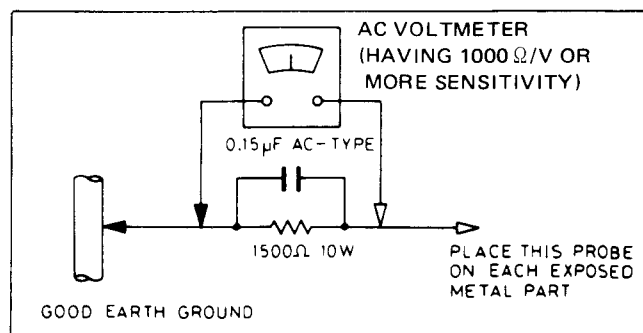 AC VOLTMETER
(HAVING 1000 Ω/V OR
MORE SENSITIVITY)
0.15μF AC-TYPE
1500Ω 10W
PLACE THIS PROBE
ON EACH EXPOSED
METAL PART
GOOD EARTH GROUND